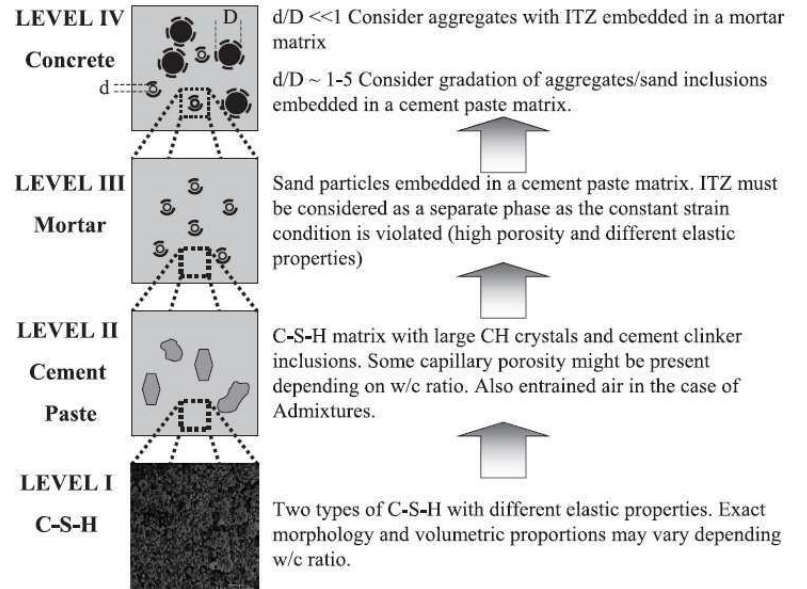 LEVEL IV
Concrete
D
d
d/D <<1 Consider aggregates with ITZ embedded in a mortar
matrix
d/D ~ 1-5 Consider gradation of aggregates/sand inclusions
embedded in a cement paste matrix.
LEVEL III
Mortar
Sand particles embedded in a cement paste matrix. ITZ must
be considered as a separate phase as the constant strain
condition is violated (high porosity and different elastic
properties)
LEVEL II
Cement
Paste
C-S-H matrix with large CH crystals and cement clinker
inclusions. Some capillary porosity might be present
depending on w/c ratio. Also entrained air in the case of
Admixtures.
LEVEL I
C-S-H
Two types of C-S-H with different elastic properties. Exact
morphology and volumetric proportions may vary depending
w/c ratio.